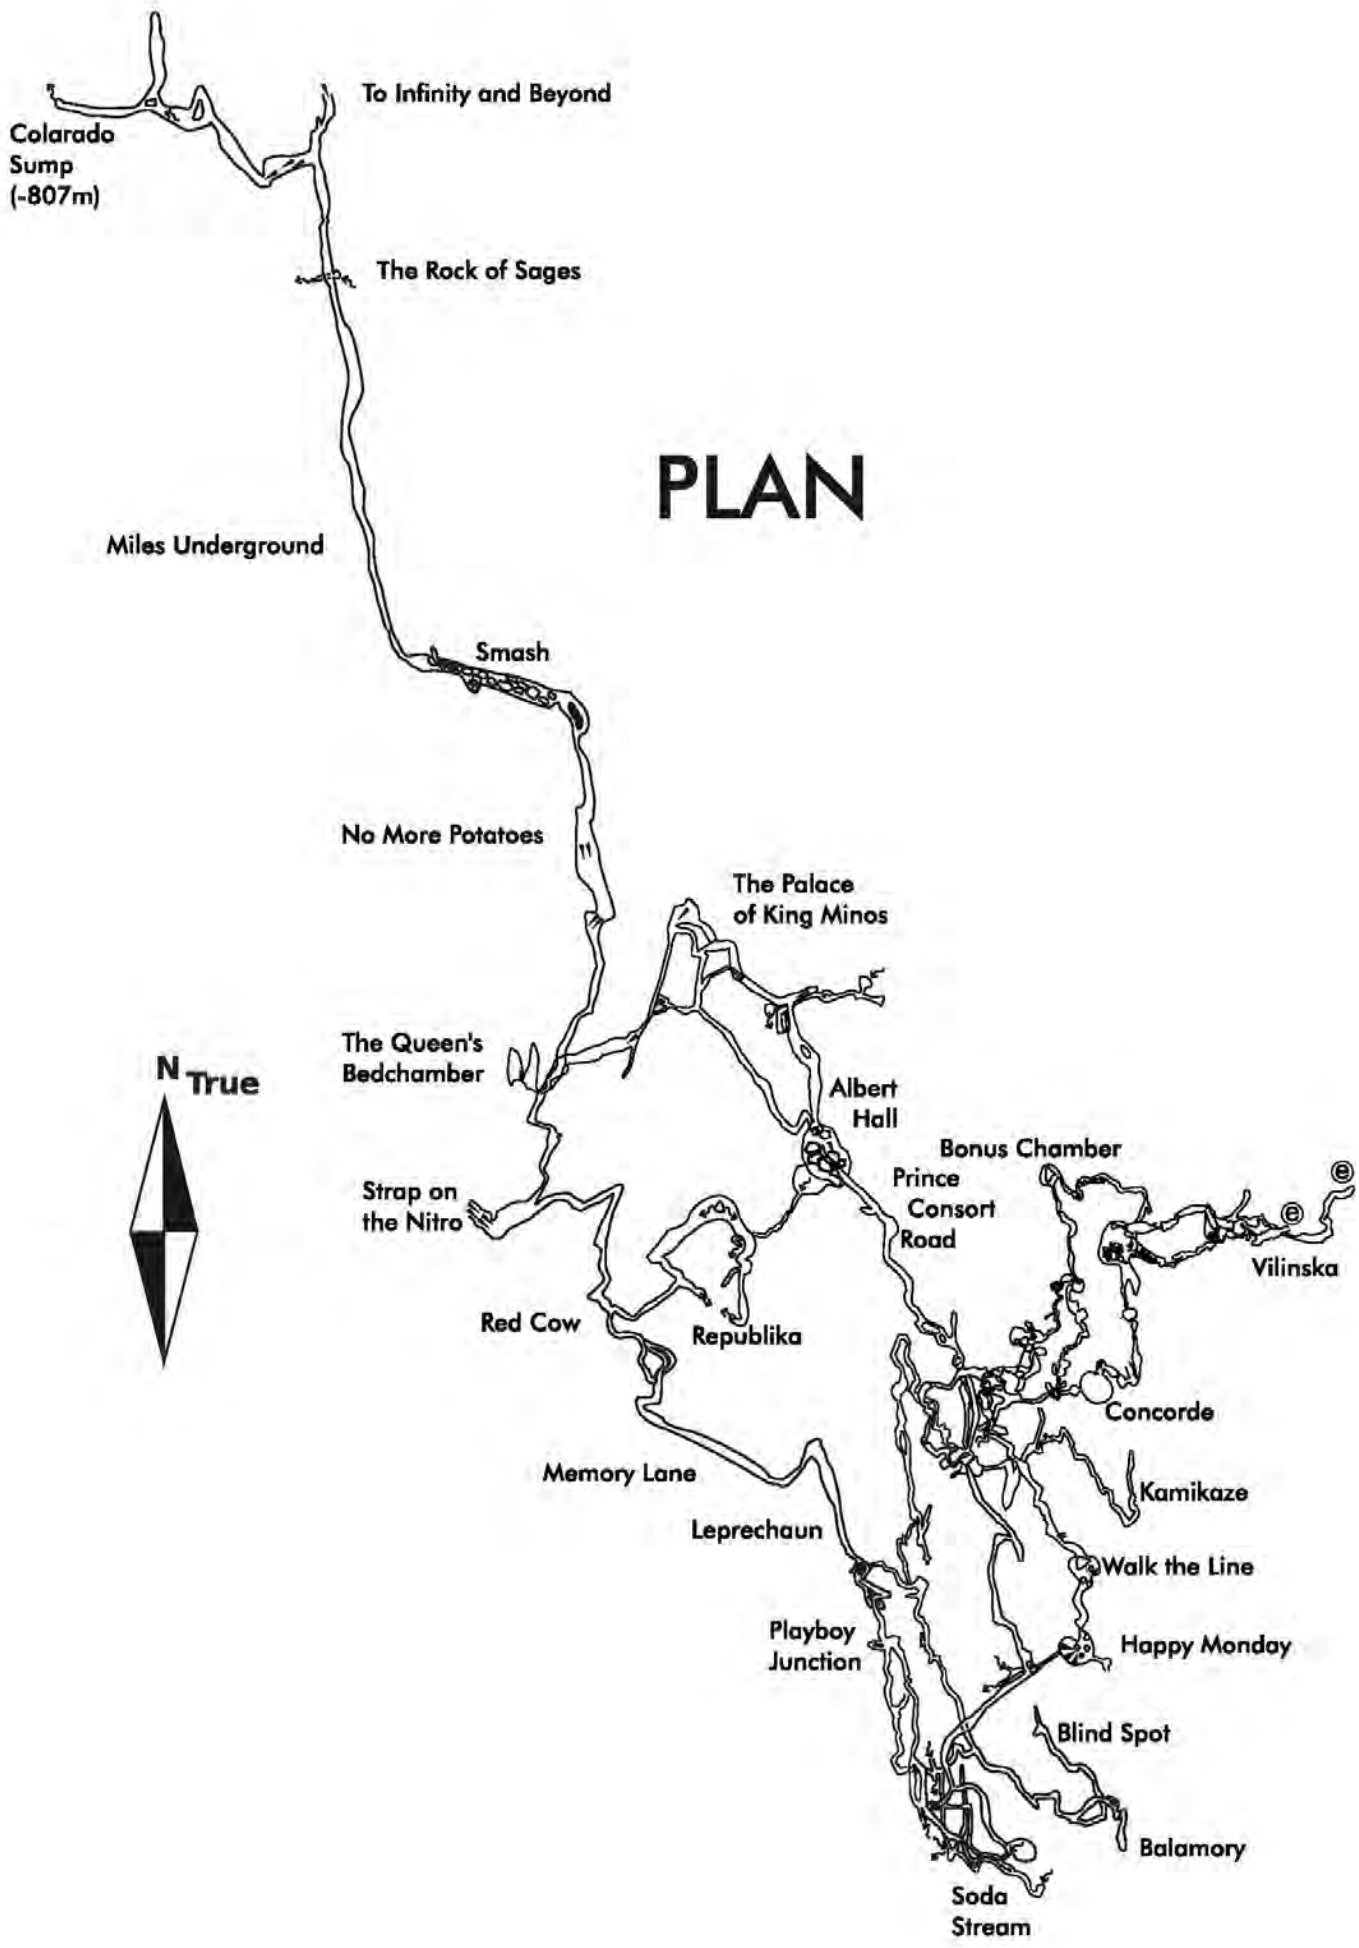 To Infinity and Beyond
Colarado
Sump
(-807m)
The Rock of Sages
PLAN
Miles Underground
Smash
No More Potatoes
The Palace
of King Minos
The Queen's
Bedchamber
N True
Albert
Hall
Bonus Chamber
e
Prince
Consort
Road
Strap on
the Nitro
e
Vilinska
Red Cow
Republika
Concorde
Memory Lane
Kamikaze
Leprechaun
Walk the Line
Playboy
Junction
Happy Monday
Blind Spot
Balamory
Soda
Stream